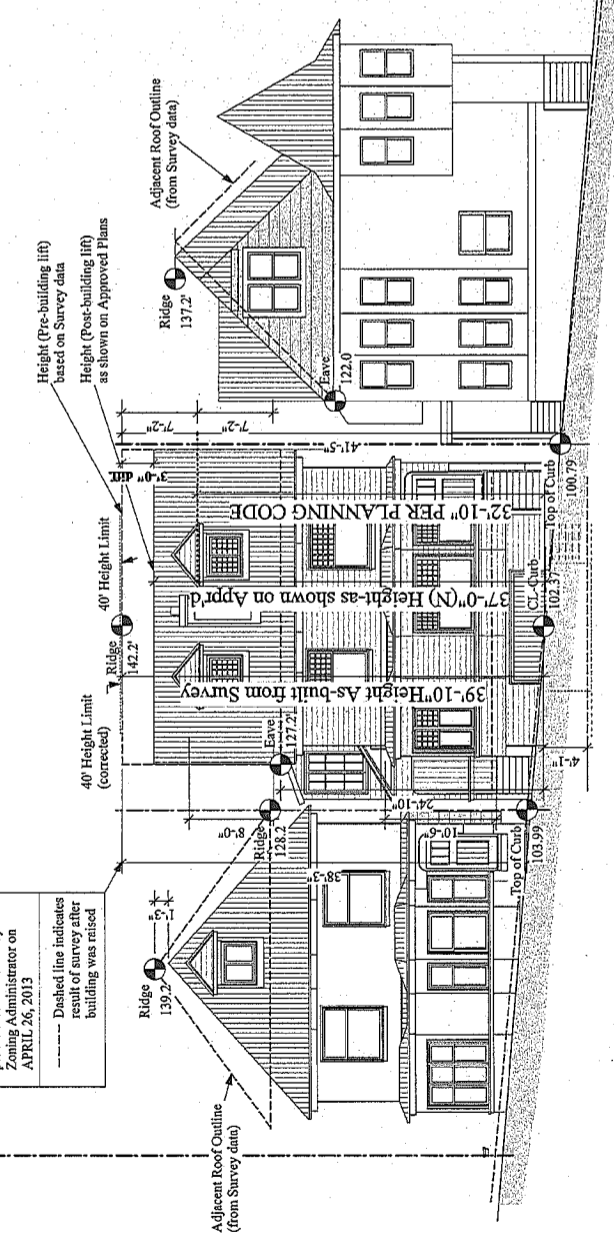 Zoning Administrator on
APRIL 26, 2013
Dashed line indicates
result of survey after
building was raised
Adjacent Roof Outline
(from Survey data)
Ridge
139.2'
1'-3"
40' Height Limit
(corrected)
Ridge
142.2'
40' Height Limit
Height (Pre-building lift)
based on Survey data
Height (Post-building lift)
as shown on Approved Plans
Adjacent Roof Outline
(from Survey data)
Ridge
137.2'
7'-2"
7'-2"
3'-0" diff.
8'-0"
Ridge
128.2
Eave
127.2'
Eave
122.0
41'-5"
38'-3"
24'-10"
10'-6"
39'-10" Height As-built from Survey
37'-0" (N) Height-as shown on Appr'd
32'-10" PER PLANNING CODE
Top of Curb
103.99
4'-1"
CL Curb
102.37'
Top of Curb
100.79'